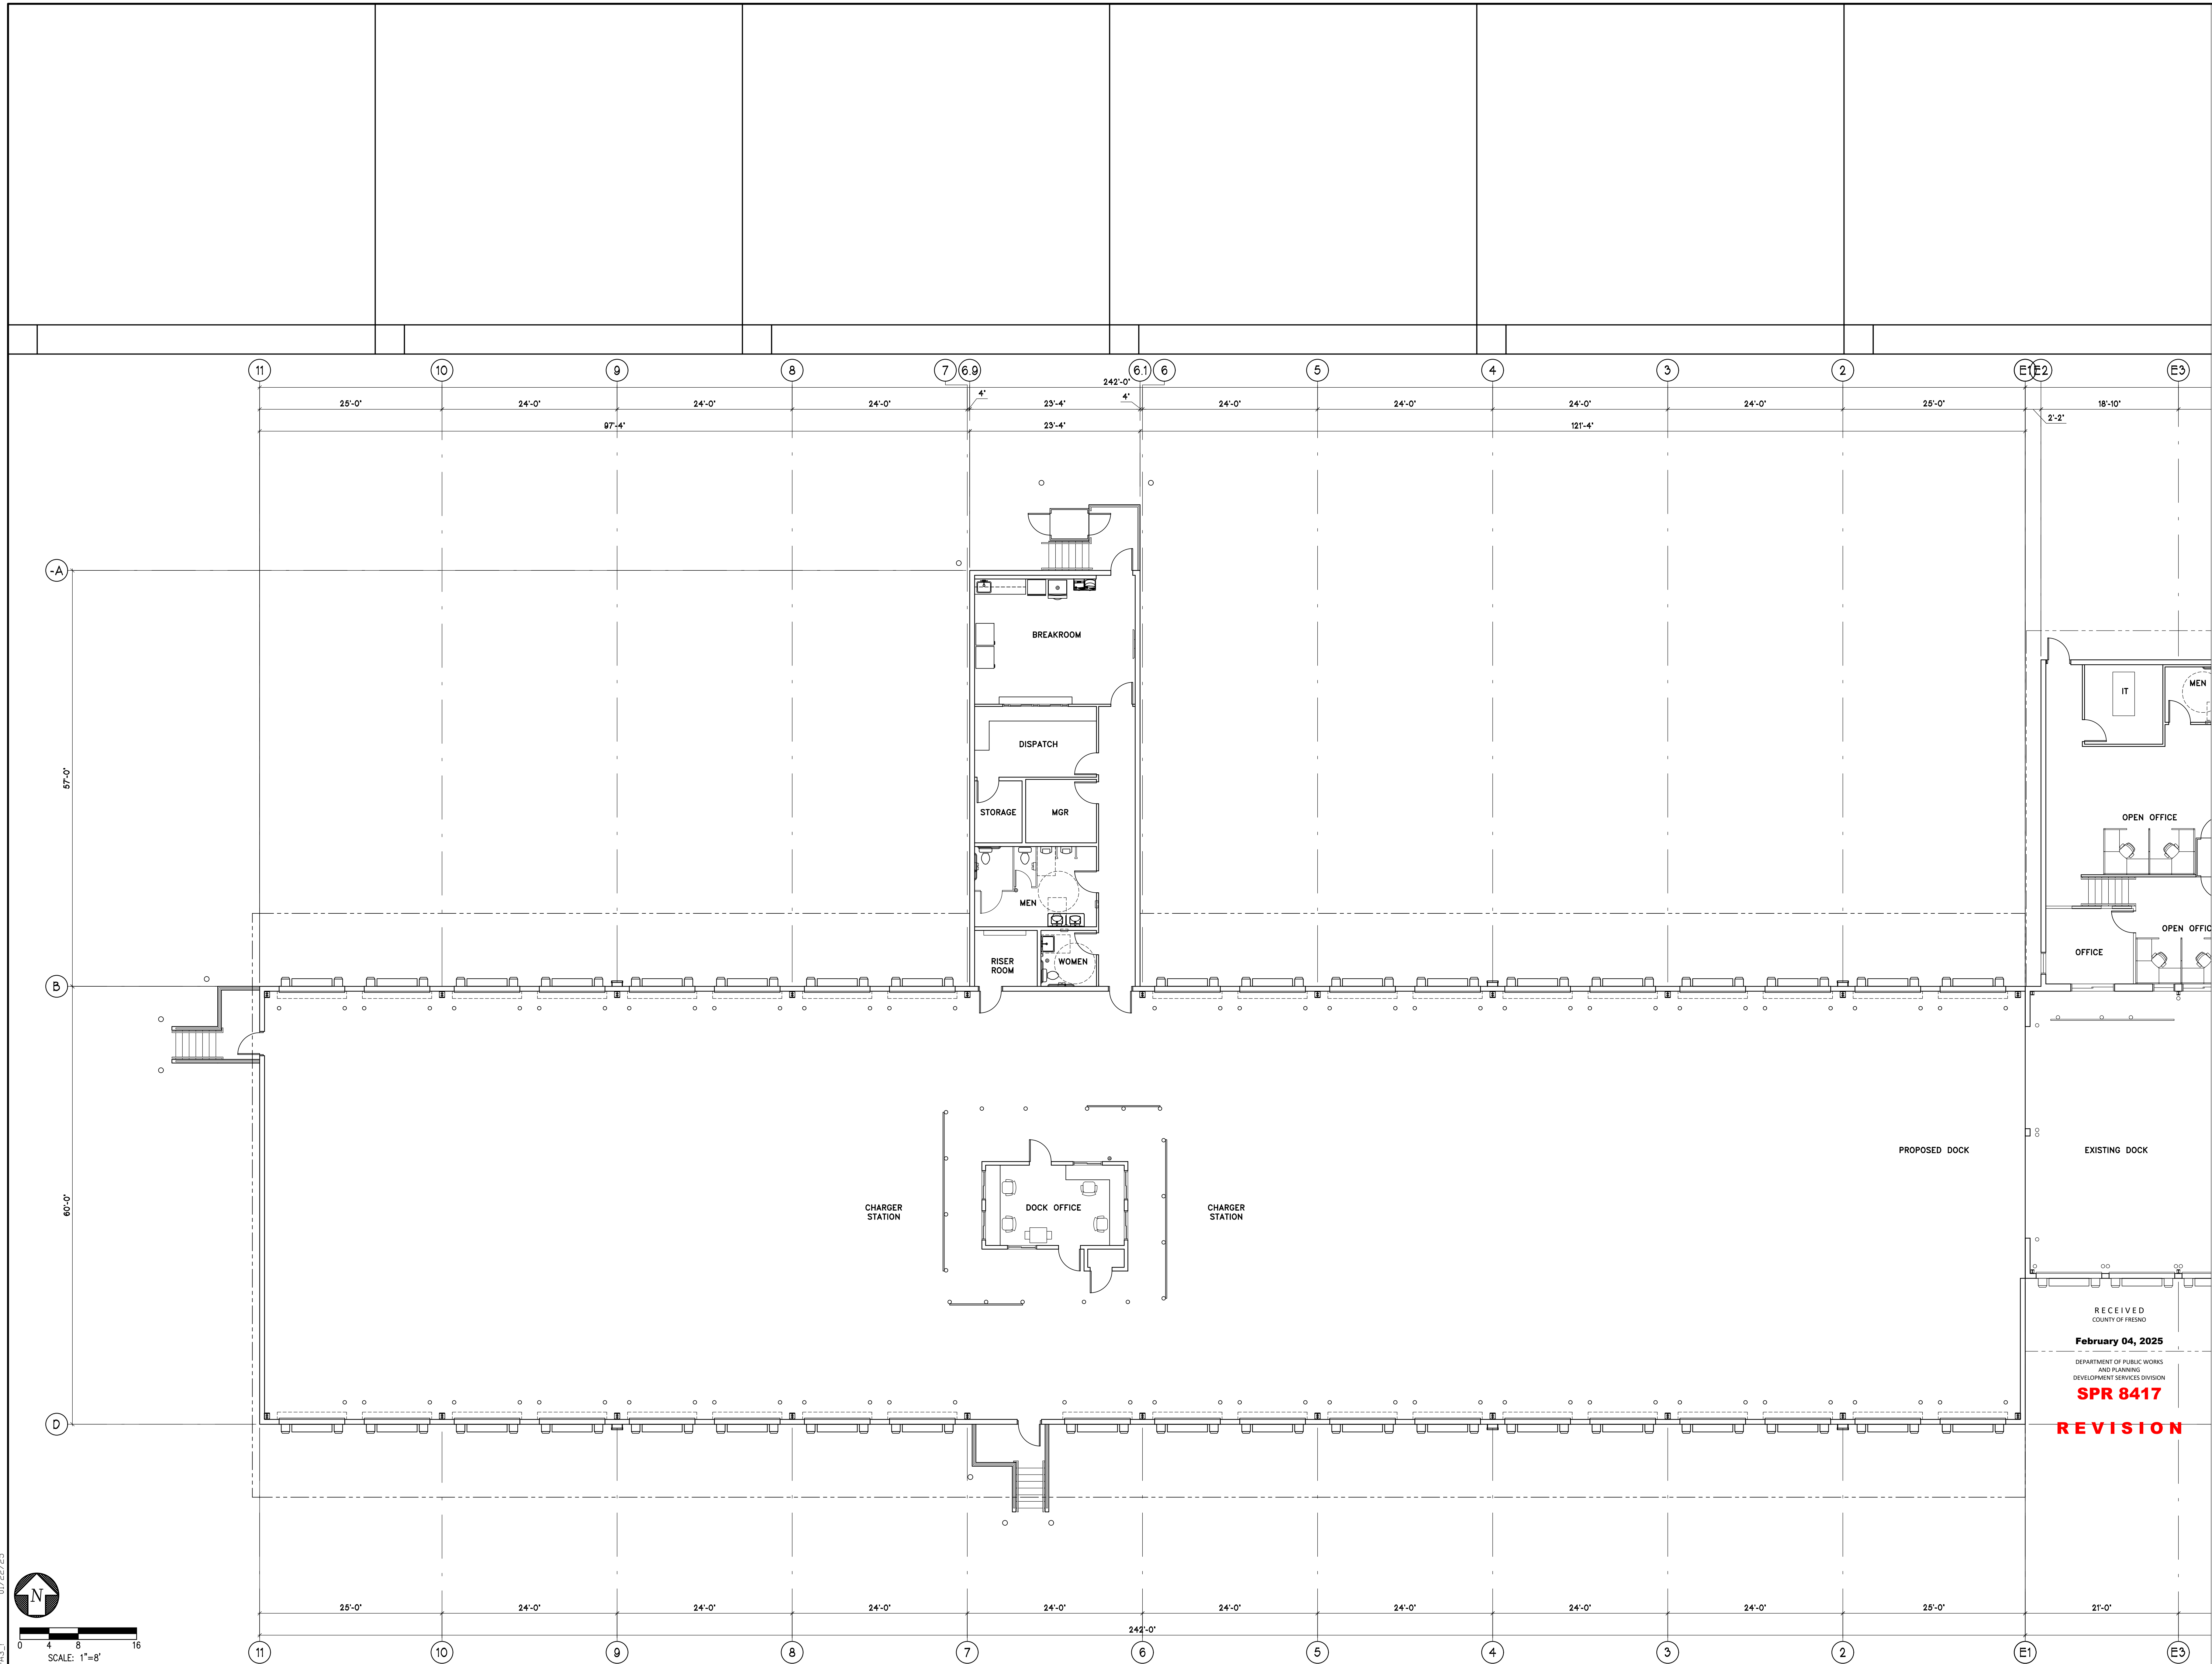 11
10
9
8
7
6.9
6.1
6
5
4
3
2
E1
E2
E3
242'-0"
25'-0"
24'-0"
24'-0"
24'-0"
4"
23'-4"
4"
24'-0"
24'-0"
24'-0"
24'-0"
25'-0"
2'-2"
18'-10"
97'-4"
23'-4"
121'-4"
-A
BREAKROOM
IT
MEN
DISPATCH
57'-0"
STORAGE
MGR
OPEN OFFICE
MEN
OFFICE
RISER
ROOM
WOMEN
B
PROPOSED DOCK
EXISTING DOCK
60'-0"
CHARGER
STATION
DOCK OFFICE
CHARGER
STATION
RECEIVED
COUNTY OF FRESNO
February 04, 2025
DEPARTMENT OF PUBLIC WORKS
AND PLANNING
DEVELOPMENT SERVICES DIVISION
SPR 8417
REVISION
D
N
0 4 8 16
SCALE: 1"=8'
25'-0"
24'-0"
24'-0"
24'-0"
24'-0"
24'-0"
24'-0"
24'-0"
24'-0"
25'-0"
21'-0"
242'-0"
11
10
9
8
7
6
5
4
3
2
E1
E3